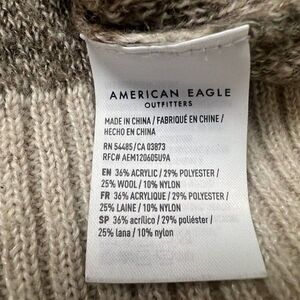 AMERICAN EAGLE
OUTFITTERS
MADE IN CHINA / FABRIQUÉ EN CHINE /
HECHO EN CHINA
RN 54485/CA 03873
RFC# AEM120605U9A
EN 36% ACRYLIC / 29% POLYESTER /
25% WOOL / 10% NYLON
FR 36% ACRYLIQUE / 29% POLYESTER /
25% LAINE / 10% NYLON
SP 36% acrílico / 29% poliéster /
25% lana / 10% nylon